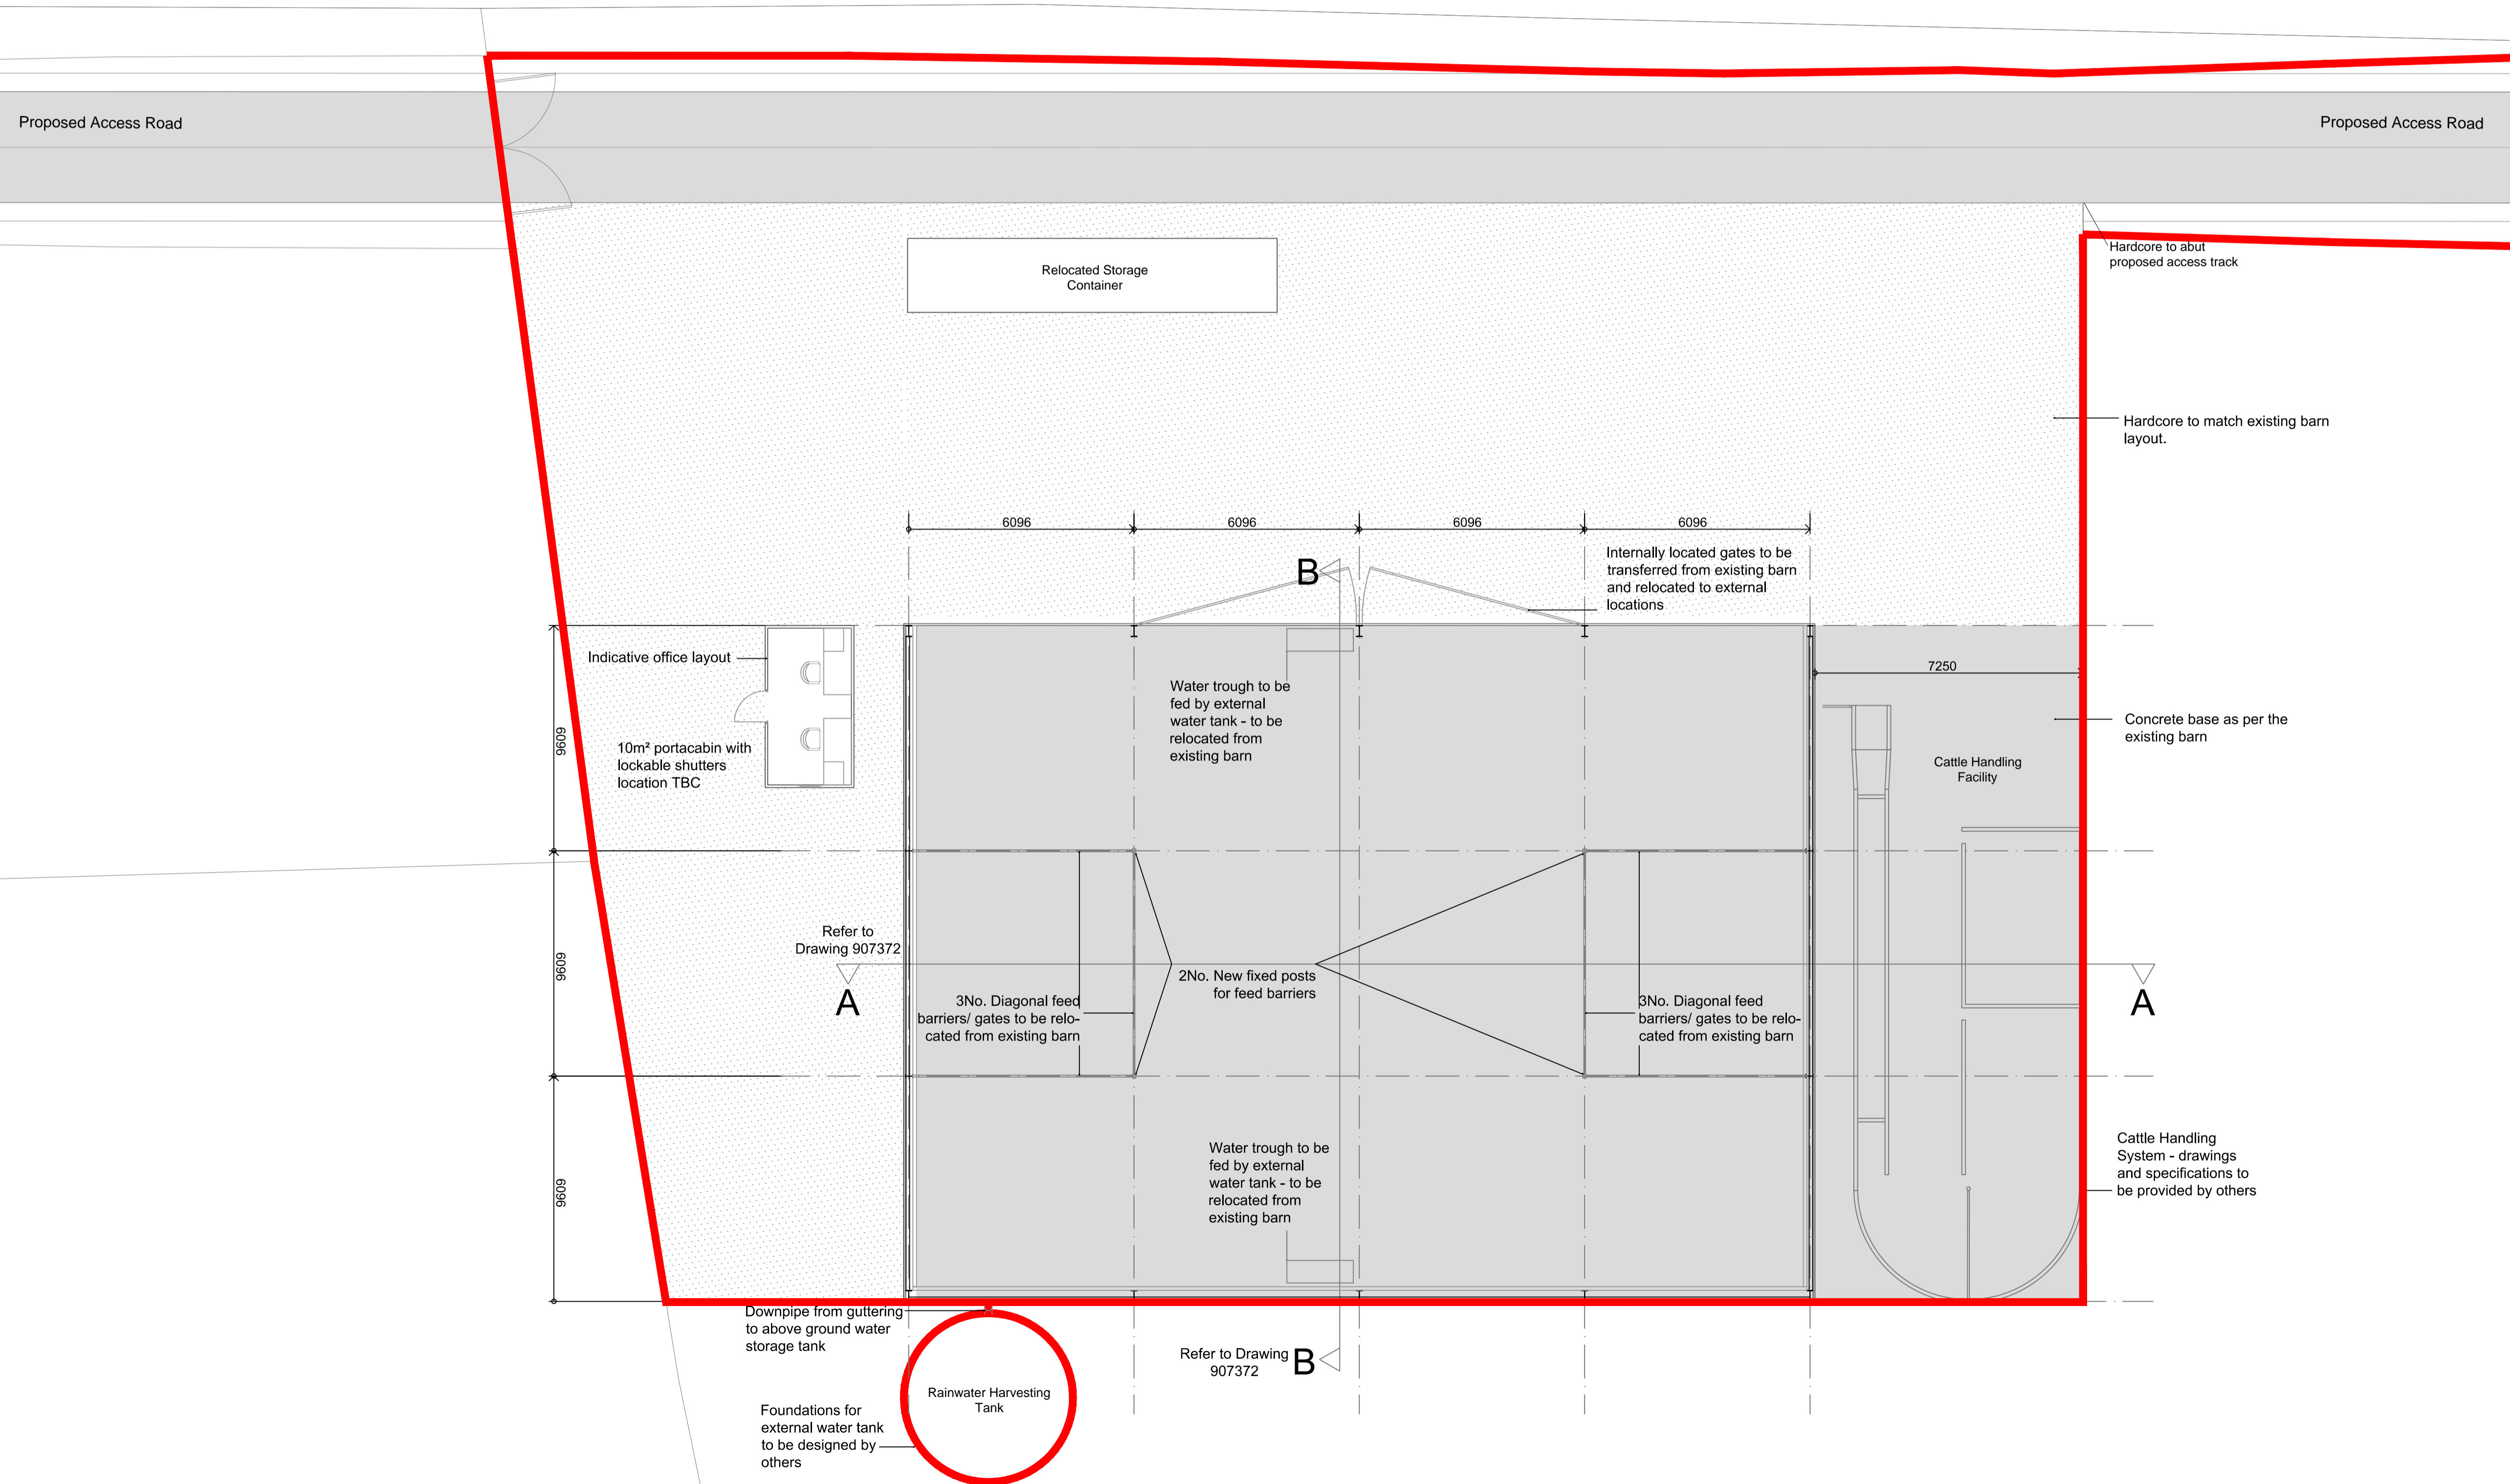 Proposed Access Road
Proposed Access Road
Hardcore to abut
proposed access track
Relocated Storage
Container
Hardcore to match existing barn
layout.
6096
6096
6096
6096
B
Internally located gates to be
transferred from existing barn
and relocated to external
locations
Indicative office layout
7250
Water trough to be
fed by external
water tank - to be
relocated from
existing barn
Concrete base as per the
existing barn
6096
10m² portacabin with
lockable shutters
location TBC
Cattle Handling
Facility
Refer to
Drawing 907372
6096
A
2No. New fixed posts
for feed barriers
A
3No. Diagonal feed
barriers/ gates to be relo-
cated from existing barn
3No. Diagonal feed
barriers/ gates to be relo-
cated from existing barn
6096
Water trough to be
fed by external
water tank - to be
relocated from
existing barn
Cattle Handling
System - drawings
and specifications to
be provided by others
Downpipe from guttering
to above ground water
storage tank
Refer to Drawing
907372
B
Rainwater Harvesting
Tank
Foundations for
external water tank
to be designed by
others